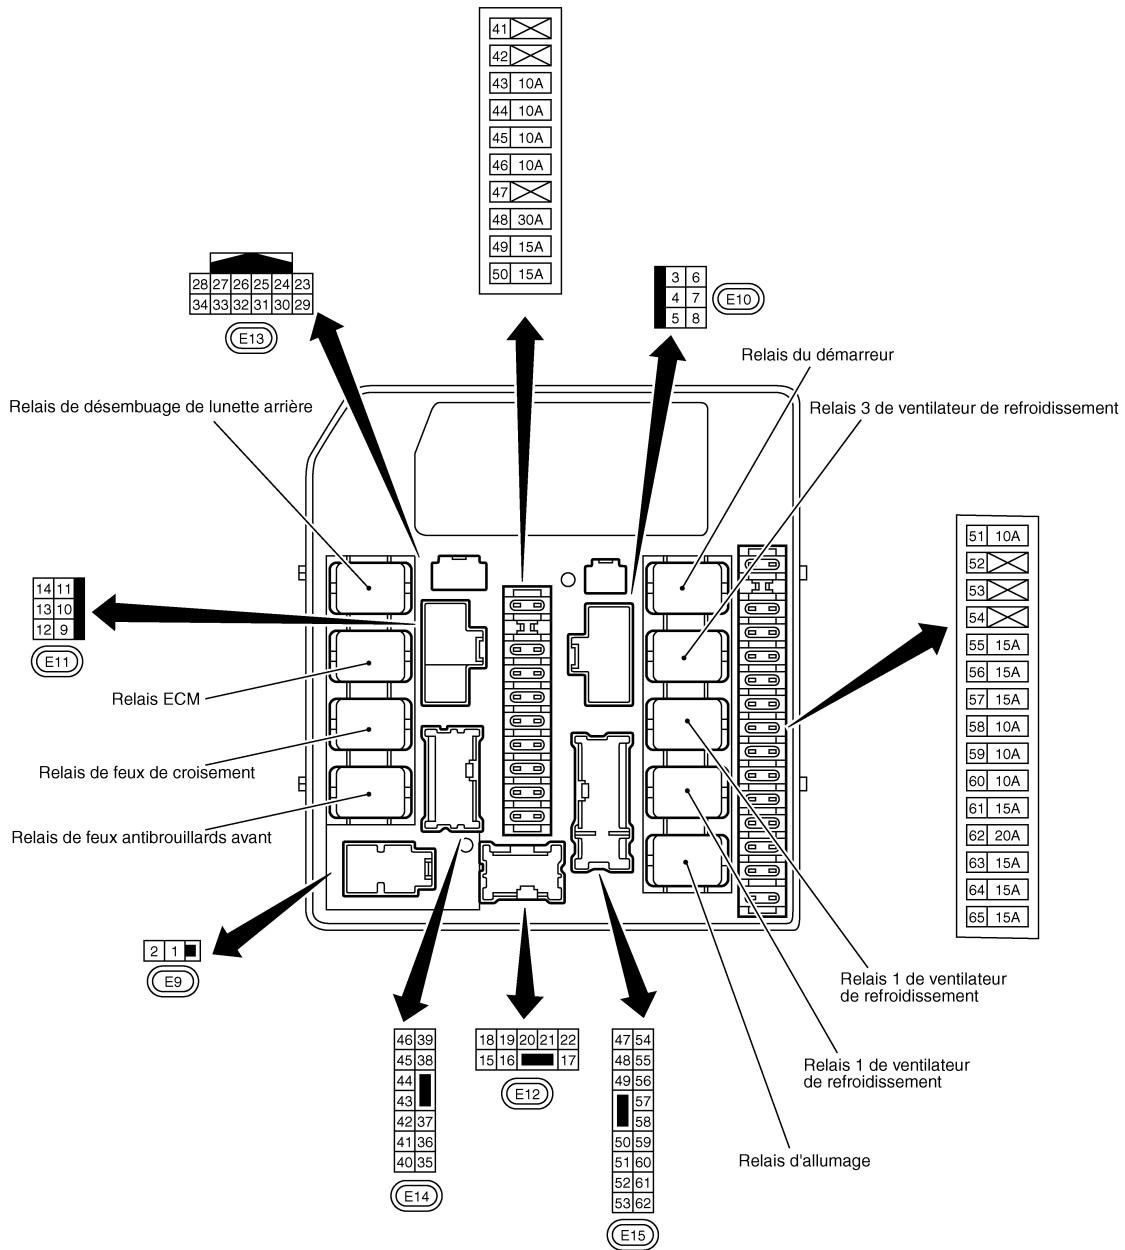 41
42
43 10A
44 10A
45 10A
46 10A
47
48 30A
49 15A
50 15A
28 27 26 25 24 23
34 33 32 31 30 29
E13
3 6
4 7
5 8
E10
Relais du démarreur
Relais de désembuage de lunette arrière
Relais 3 de ventilateur de refroidissement
51 10A
52
53
54
55 15A
56 15A
57 15A
58 10A
59 10A
60 10A
61 15A
62 20A
63 15A
64 15A
65 15A
14 11
13 10
12 9
E11
Relais ECM
Relais de feux de croisement
Relais de feux antibrouillards avant
2 1
E9
Relais 1 de ventilateur
de refroidissement
Relais 1 de ventilateur
de refroidissement
Relais d'allumage
46 39
45 38
44
43
42 37
41 36
40 35
E14
18 19 20 21 22
15 16 17
E12
47 54
48 55
49 56
57
58
50 59
51 60
52 61
53 62
E15